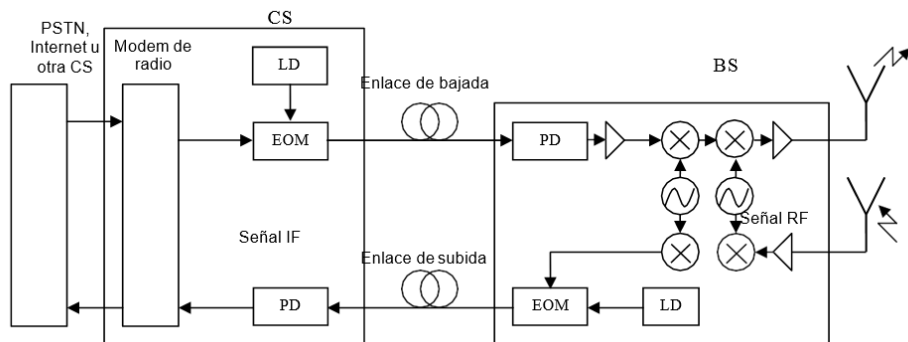 CS
PSTN,
Internet u
otra CS
Modem de
radio
LD
EOM
Enlace de bajada
BS
PD
Señal RF
Señal IF
Enlace de subida
PD
EOM
LD